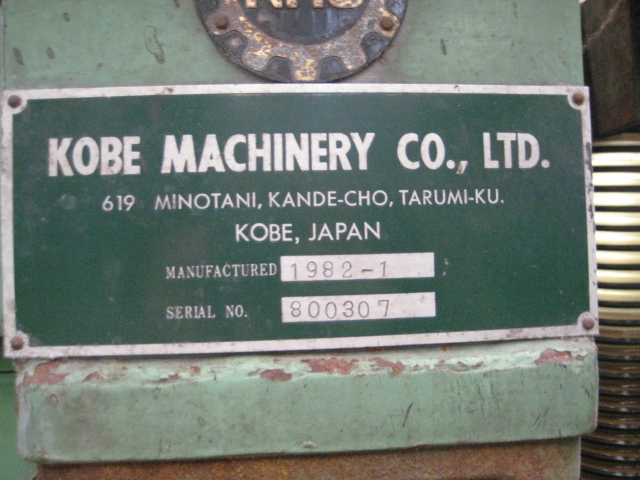 KOBE MACHINERY CO., LTD.
619 MINOTANI, KANDE-CHO, TARUMI-KU.
KOBE, JAPAN
MANUFACTURED 1982-1
SERIAL NO. 800307